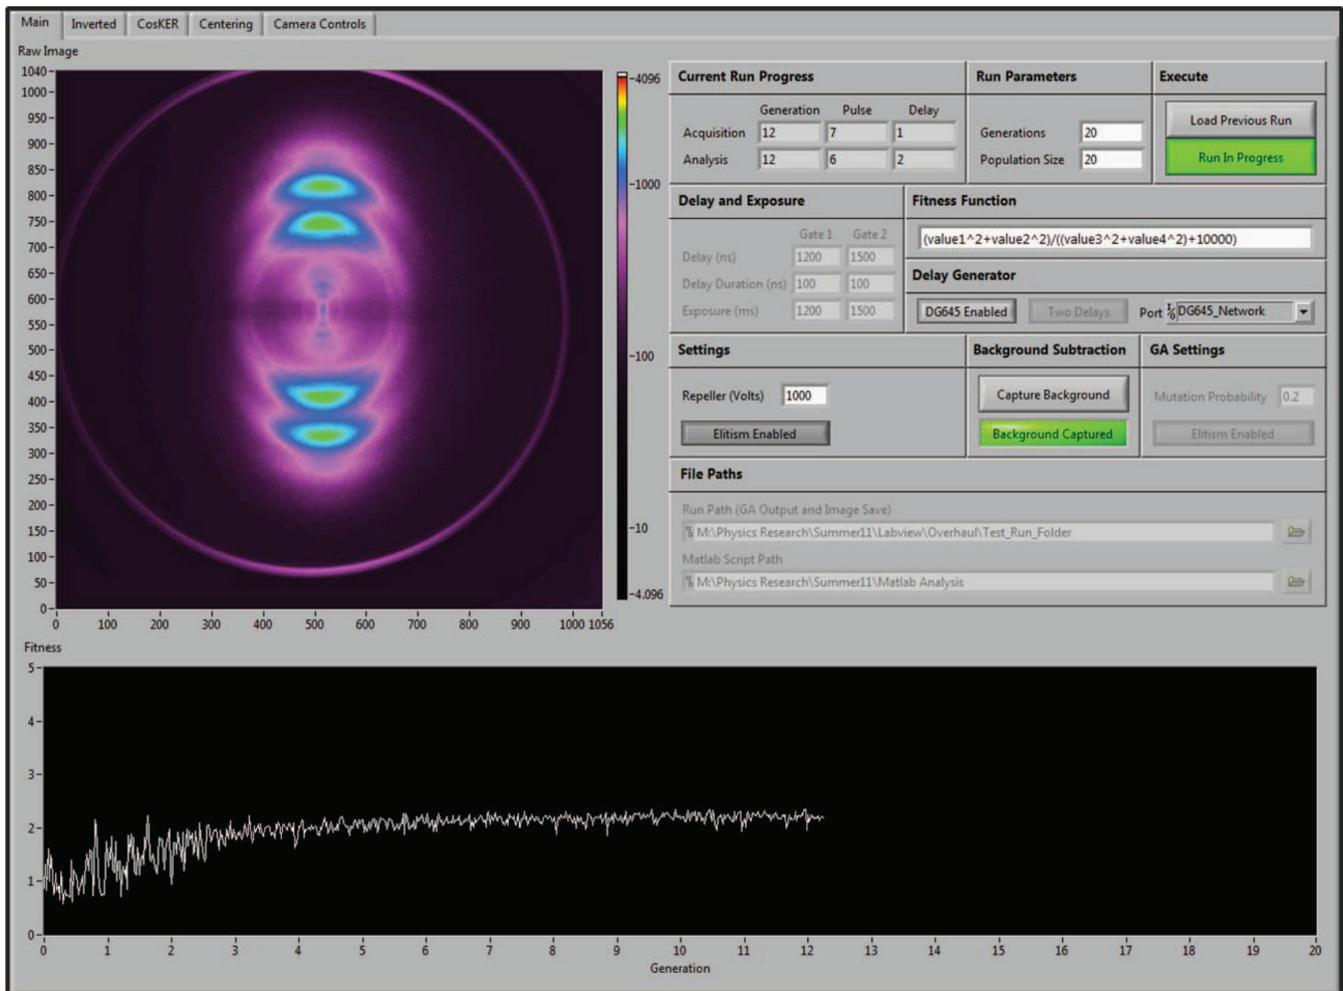 Main Inverted CosKER Centering Camera Controls
Raw Image
1040
1000
950
900
850
800
750
700
650
600
550
500
450
400
350
300
250
200
150
100
50
0
0 100 200 300 400 500 600 700 800 900 1000 1056
4096
1000
100
10
4.096
Current Run Progress
Generation Pulse Delay
Acquisition 12 7 1
Analysis 12 6 2
Run Parameters
Generations 20
Population Size 20
Execute
Load Previous Run
Run In Progress
Delay and Exposure
Gate 1 Gate 2
Delay (ns) 1200 1500
Delay Duration (ns) 100 100
Exposure (ms) 1200 1500
Fitness Function
(value1^2+value2^2)/((value3^2+value4^2)+10000)
Delay Generator
DG645 Enabled Two Delays Port DG645_Network
Settings
Repeller (Volts) 1000
Elitism Enabled
Background Subtraction
Capture Background
Background Captured
GA Settings
Mutation Probability 0.2
Elitism Enabled
File Paths
Run Path (GA Output and Image Save)
M:\Physics Research\Summer11\Labview\Overhaul\Test_Run_Folder
Matlab Script Path
M:\Physics Research\Summer11\Matlab Analysis
Fitness
5
4
3
2
1
0
0 1 2 3 4 5 6 7 8 9 10 11 12 13 14 15 16 17 18 19 20
Generation